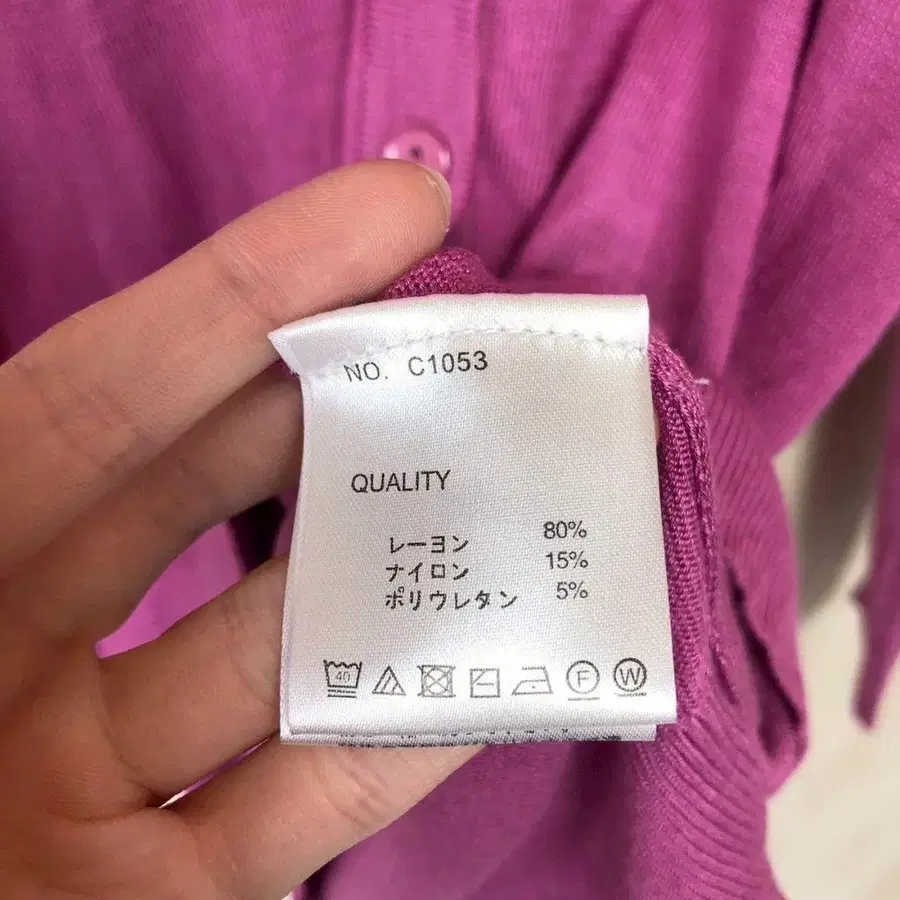 NO. C1053
QUALITY
レーヨン 80%
ナイロン 15%
ポリウレタン 5%
40 F W